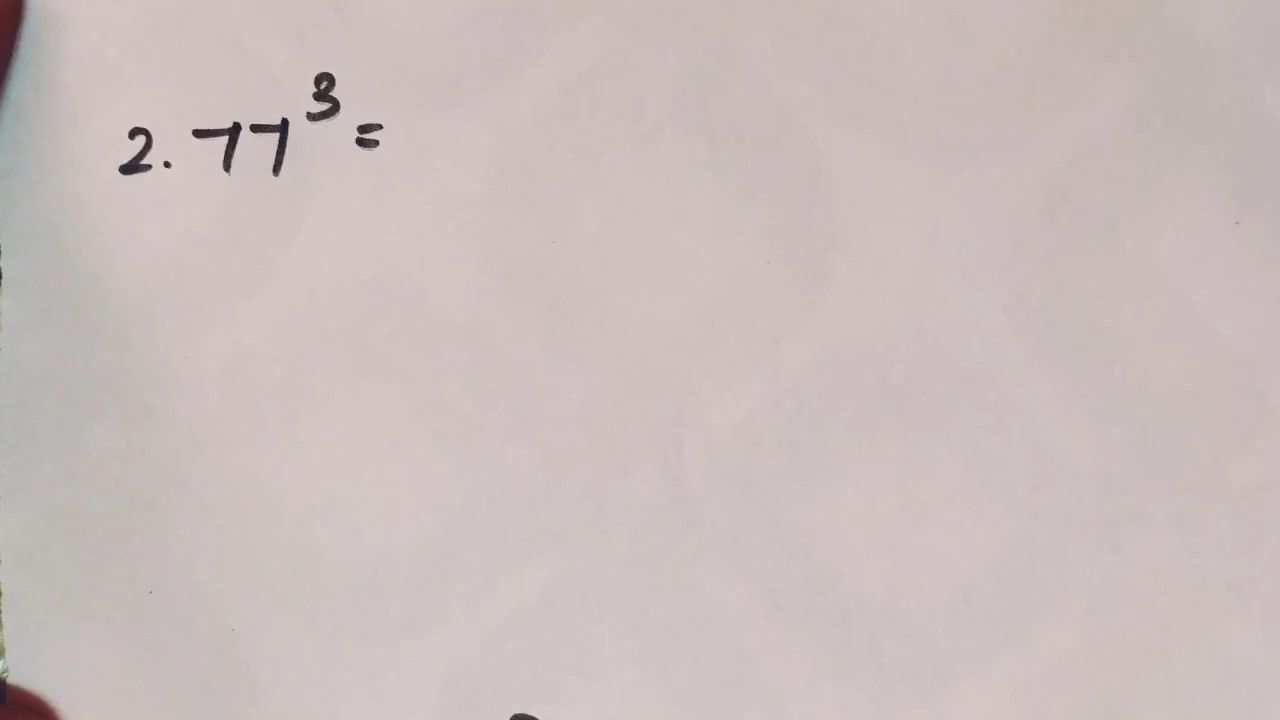 2. 77³ =